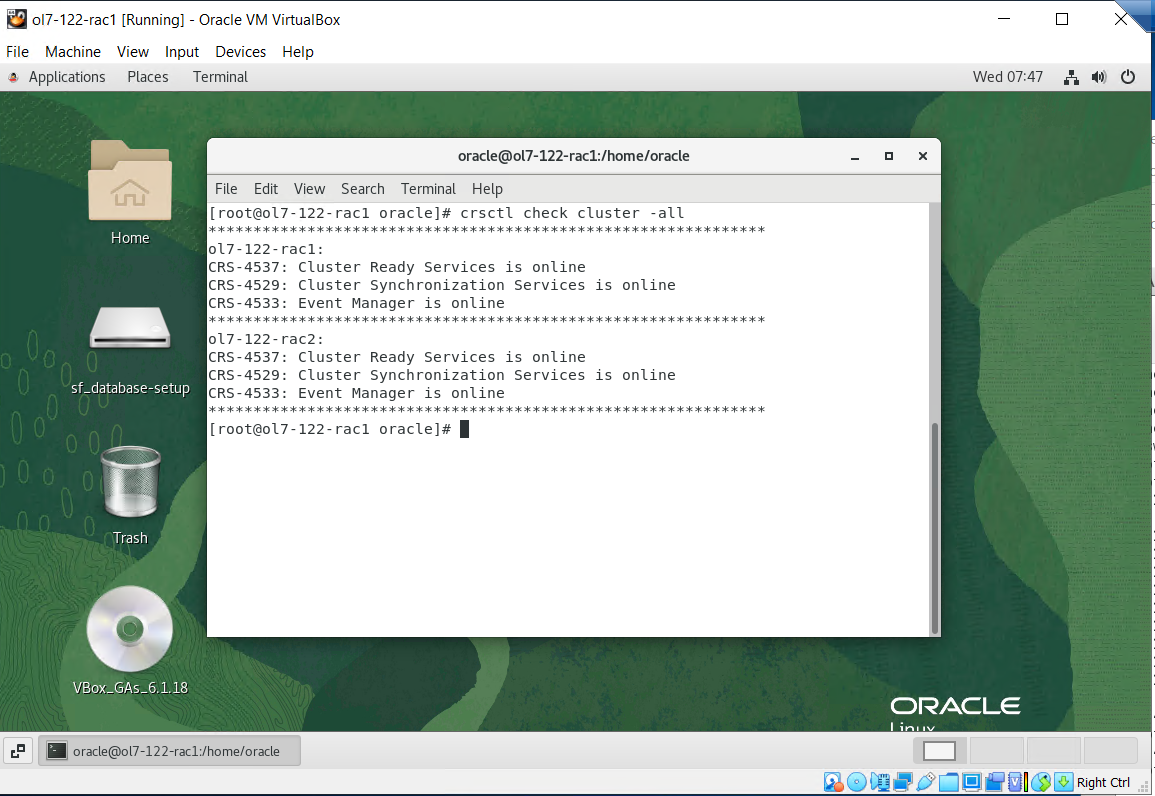 ol7-122-rac1 [Running] - Oracle VM VirtualBox
File Machine View Input Devices Help
Applications Places Terminal Wed 07:47
oracle@ol7-122-rac1:/home/oracle
File Edit View Search Terminal Help
[root@ol7-122-rac1 oracle]# crsctl check cluster -all
**************************************************************
ol7-122-rac1:
CRS-4537: Cluster Ready Services is online
CRS-4529: Cluster Synchronization Services is online
CRS-4533: Event Manager is online
**************************************************************
ol7-122-rac2:
CRS-4537: Cluster Ready Services is online
CRS-4529: Cluster Synchronization Services is online
CRS-4533: Event Manager is online
**************************************************************
[root@ol7-122-rac1 oracle]#
Home
sf_database-setup
Trash
VBox_GAs_6.1.18
ORACLE
Linux
oracle@ol7-122-rac1:/home/oracle
Right Ctrl